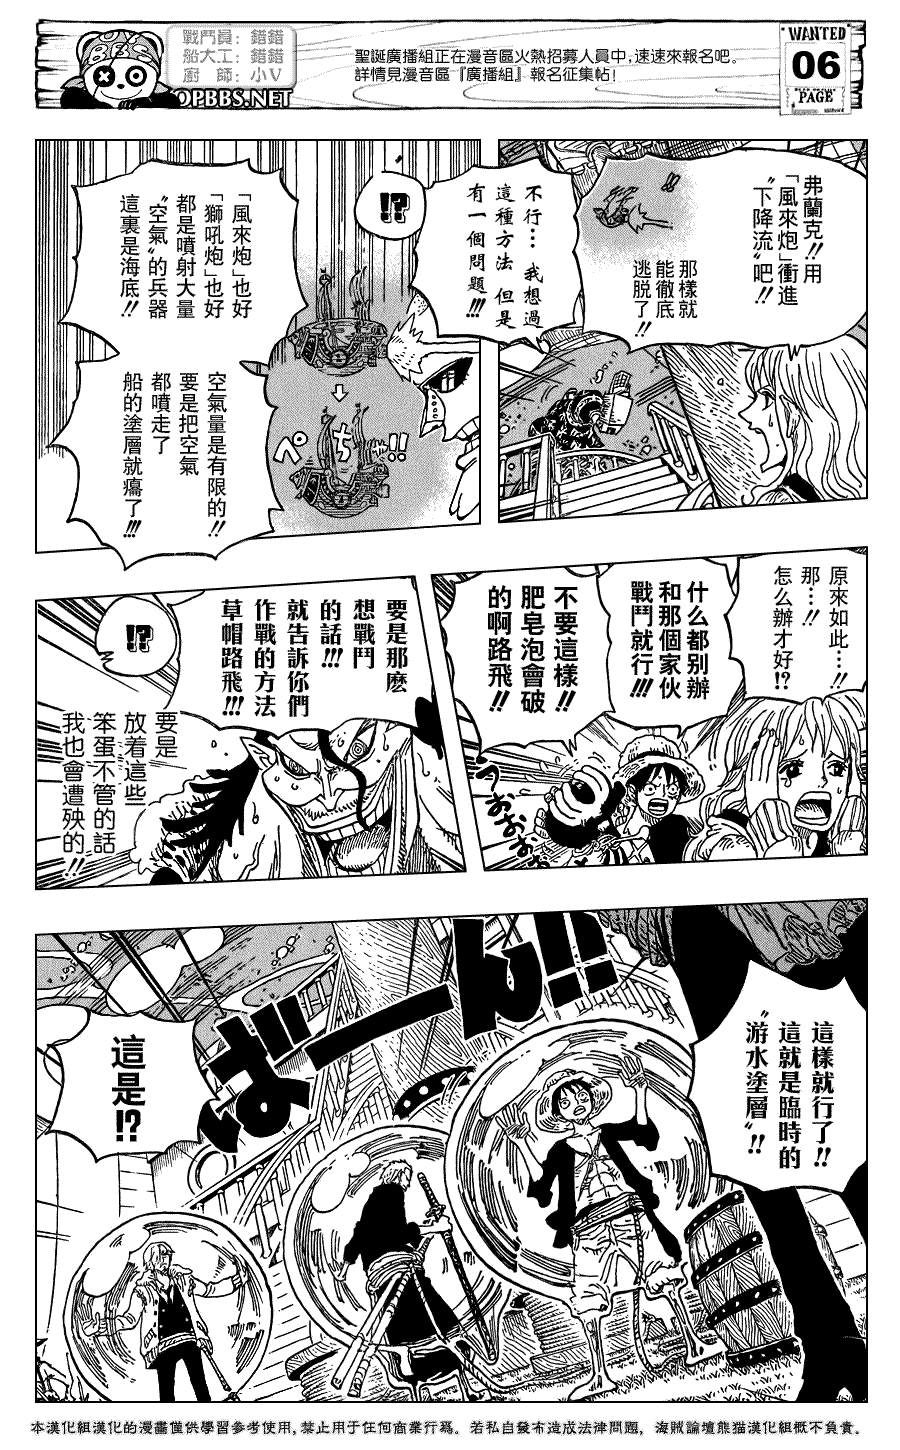 戰鬥員：錯錯
船大工：錯錯
廚　師：小V
OPBBS.NET
聖誕廣播組正在漫音區火熱招募人員中，速速來報名吧。
詳情見漫音區『廣播組』報名征集帖！
WANTED
06
PAGE
弗蘭克!!用
「風來炮」衝進
〝下降流〞吧!!
!!
那樣就
能徹底
逃脫了!
不行…我想過
這種方法 但是
有一個問題!!!
!?
「風來炮」也好
「獅吼炮」也好
都是噴射大量
〝空氣〞的兵器
這裏是海底!!
空氣量是有限的!!
要是把空氣
都噴走了
船的塗層就癟了!!!
ぺちゃ!!
原來如此…!!
那…!!
怎么辦才好!?
什么都别辦
和那個家伙
戰鬥就行!!!
不要這樣!!
肥皂泡會破
的啊路飛!!
うおおお
要是那麽
想戰鬥
的話!!!
就告訴你們
作戰的方法
草帽路飛!!!
!?
要是
放着這些
笨蛋不管的話
我也會遭殃的!!
這樣就行了!!
這就是臨時的
〝游水塗層〞!!
ばーーん!!
這是!?
本漢化組漢化的漫畫僅供學習參考使用，禁止用于任何商業行爲。若私自發布造成法律問題，海賊論壇熊猫漢化組概不負責。